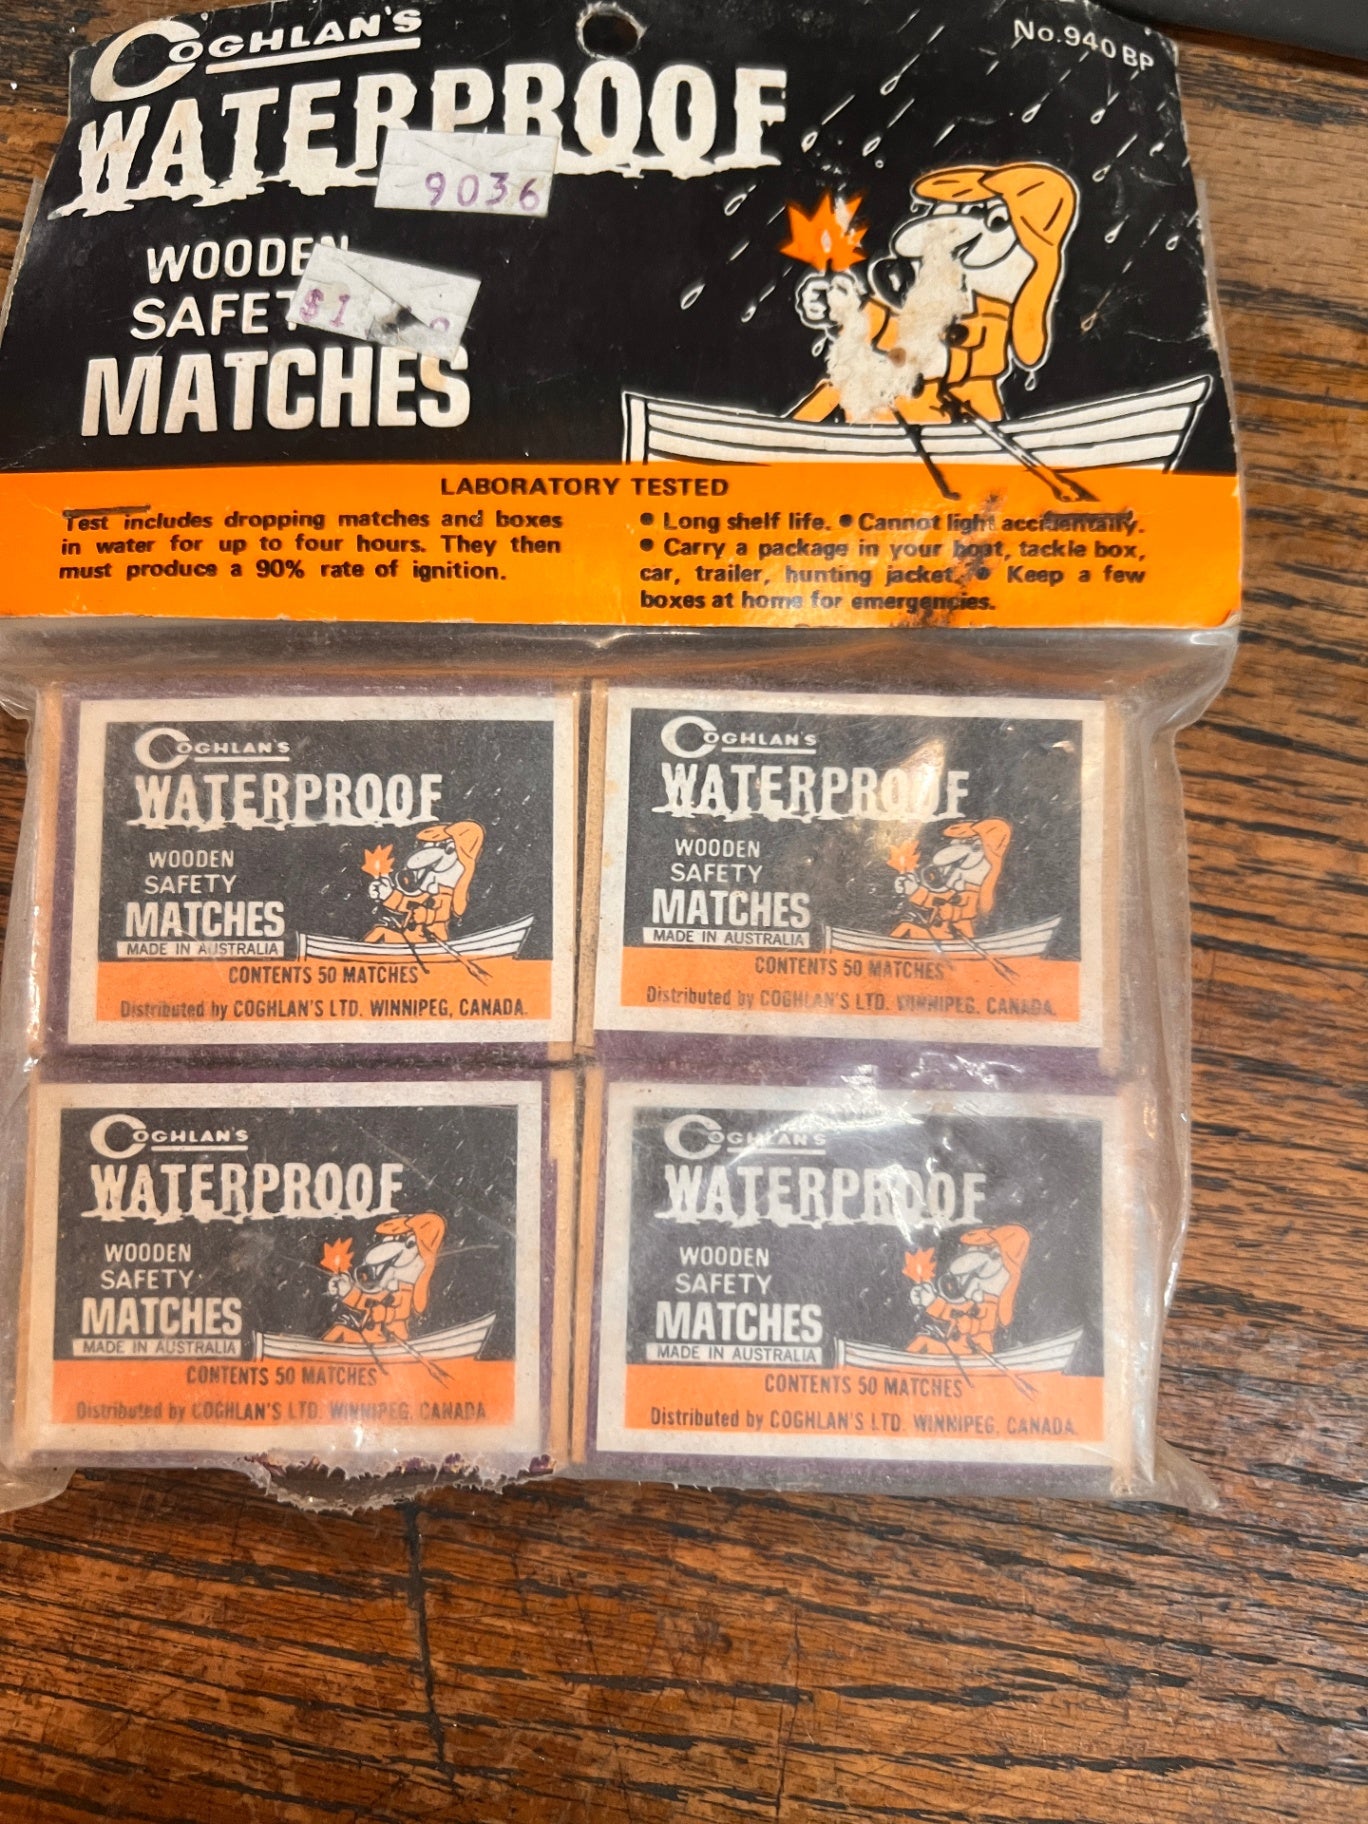 COGHLAN'S
No. 940 BP
WATERPROOF
9036
WOODEN
SAFETY
$1
MATCHES
LABORATORY TESTED
Test includes dropping matches and boxes
in water for up to four hours. They then
must produce a 90% rate of ignition.
• Long shelf life. • Cannot light accidentally.
• Carry a package in your boat, tackle box,
car, trailer, hunting jacket. • Keep a few
boxes at home for emergencies.
COGHLAN'S
WATERPROOF
WOODEN
SAFETY
MATCHES
MADE IN AUSTRALIA
CONTENTS 50 MATCHES
Distributed by COGHLAN'S LTD. WINNIPEG, CANADA.
COGHLAN'S
WATERPROOF
WOODEN
SAFETY
MATCHES
MADE IN AUSTRALIA
CONTENTS 50 MATCHES
Distributed by COGHLAN'S LTD. WINNIPEG, CANADA.
COGHLAN'S
WATERPROOF
WOODEN
SAFETY
MATCHES
MADE IN AUSTRALIA
CONTENTS 50 MATCHES
Distributed by COGHLAN'S LTD. WINNIPEG, CANADA
COGHLAN'S
WATERPROOF
WOODEN
SAFETY
MATCHES
MADE IN AUSTRALIA
CONTENTS 50 MATCHES
Distributed by COGHLAN'S LTD. WINNIPEG, CANADA.